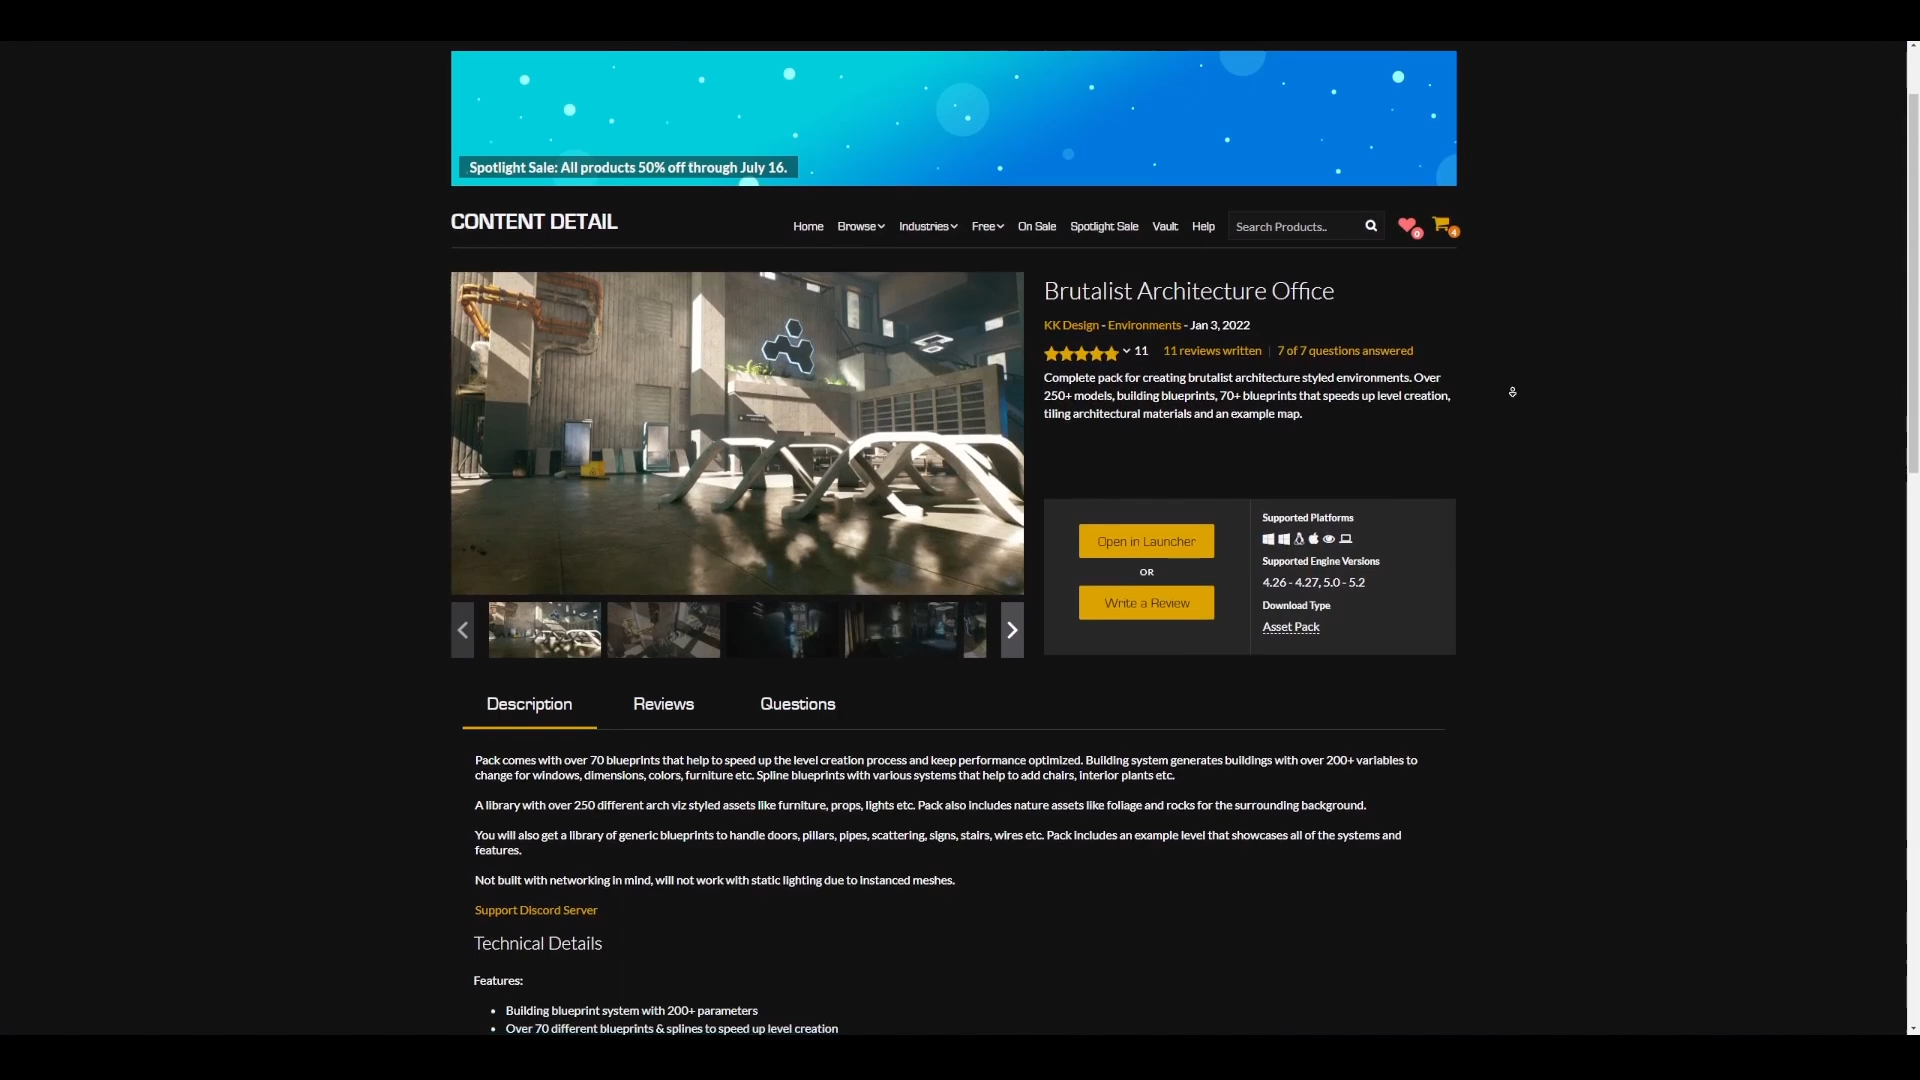 Spotlight Sale: All products 50% off through July 16.
CONTENT DETAIL
Home Browse Industries Free On Sale Spotlight Sale Vault Help Search Products.. 0 4
Brutalist Architecture Office
KK Design - Environments - Jan 3, 2022
11 11 reviews written | 7 of 7 questions answered
Complete pack for creating brutalist architecture styled environments. Over
250+ models, building blueprints, 70+ blueprints that speeds up level creation,
tiling architectural materials and an example map.
Open in Launcher
OR
Write a Review
Supported Platforms
Supported Engine Versions
4.26 - 4.27, 5.0 - 5.2
Download Type
Asset Pack
Description Reviews Questions
Pack comes with over 70 blueprints that help to speed up the level creation process and keep performance optimized. Building system generates buildings with over 200+ variables to
change for windows, dimensions, colors, furniture etc. Spline blueprints with various systems that help to add chairs, interior plants etc.
A library with over 250 different arch viz styled assets like furniture, props, lights etc. Pack also includes nature assets like foliage and rocks for the surrounding background.
You will also get a library of generic blueprints to handle doors, pillars, pipes, scattering, signs, stairs, wires etc. Pack includes an example level that showcases all of the systems and
features.
Not built with networking in mind, will not work with static lighting due to instanced meshes.
Support Discord Server
Technical Details
Features:
• Building blueprint system with 200+ parameters
• Over 70 different blueprints & splines to speed up level creation